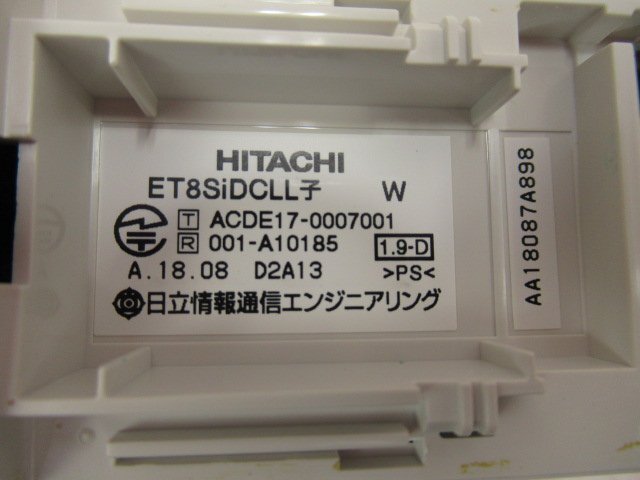 HITACHI
ET8SiDCLL子 W
T ACDE17-0007001
R 001-A10185 1.9-D
A.18.08 D2A13 >PS<
日立情報通信エンジニアリング
AA18087A898